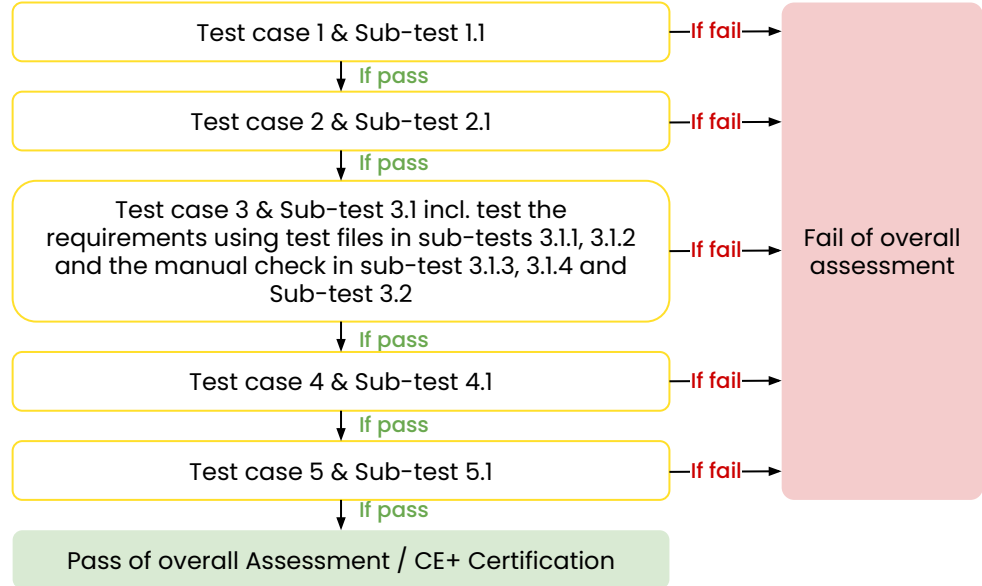 Test case 1 & Sub-test 1.1
If fail
If pass
Test case 2 & Sub-test 2.1
If fail
If pass
Test case 3 & Sub-test 3.1 incl. test the
requirements using test files in sub-tests 3.1.1, 3.1.2
and the manual check in sub-test 3.1.3, 3.1.4 and
Sub-test 3.2
If fail
Fail of overall
assessment
If pass
Test case 4 & Sub-test 4.1
If fail
If pass
Test case 5 & Sub-test 5.1
If fail
If pass
Pass of overall Assessment / CE+ Certification